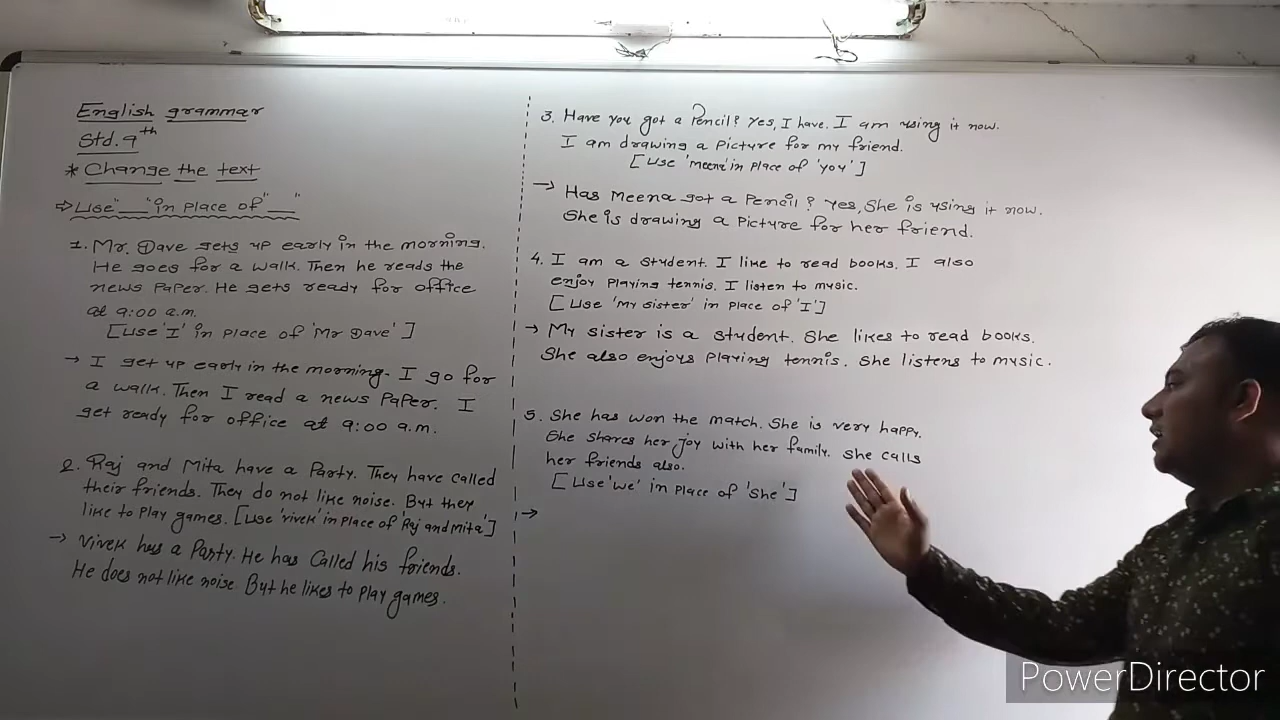 English grammar
Std. 9th
* Change the text
⇨ Use "___" in place of "___"
1. Mr. Dave gets up early in the morning.
He goes for a walk. Then he reads the
news paper. He gets ready for office
at 9:00 a.m.
[Use 'I' in place of 'Mr Dave']
→ I get up early in the morning. I go for
a walk. Then I read a news paper. I
get ready for office at 9:00 a.m.
2. Raj and Mita have a party. They have called
their friends. They do not like noise. But they
like to play games. [Use 'vivek' in place of 'Raj and Mita']
→ Vivek has a Party. He has called his friends.
He does not like noise. But he likes to play games.
3. Have you got a pencil? Yes, I have. I am using it now.
I am drawing a picture for my friend.
[Use 'meena' in place of 'you']
→ Has Meena got a pencil? Yes, She is using it now.
She is drawing a picture for her friend.
4. I am a student. I like to read books. I also
enjoy playing tennis. I listen to music.
[Use 'My sister' in place of 'I']
→ My sister is a student. She likes to read books.
She also enjoys playing tennis. She listens to music.
5. She has won the match. She is very happy.
She shares her joy with her family. She calls
her friends also.
[Use 'we' in place of 'she']
→
PowerDirector